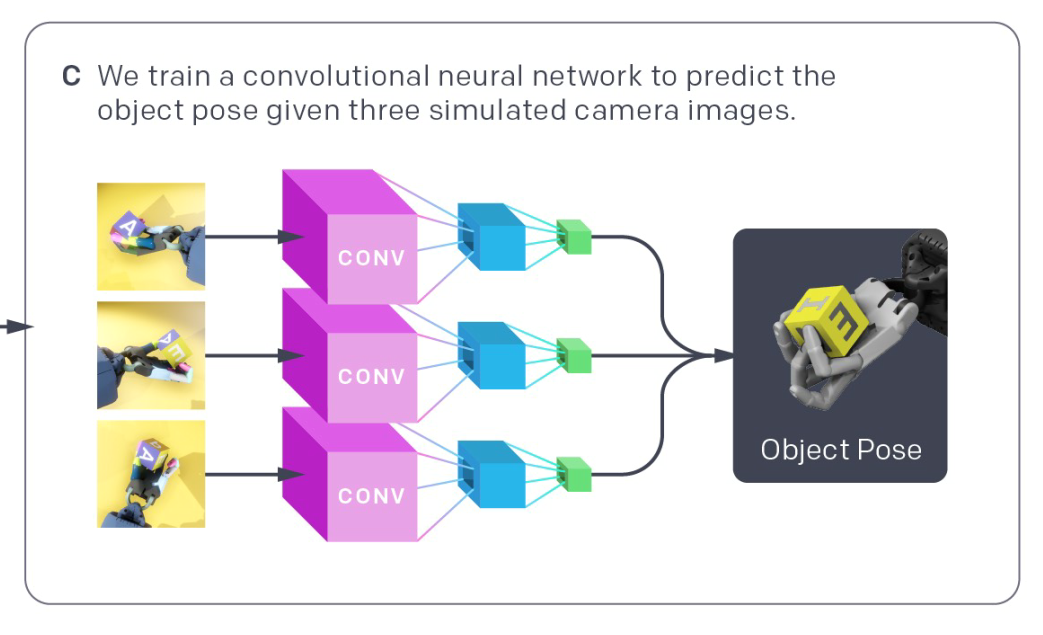 C We train a convolutional neural network to predict the
object pose given three simulated camera images.
A
CONV
A E
CONV
A
CONV
I E
Object Pose